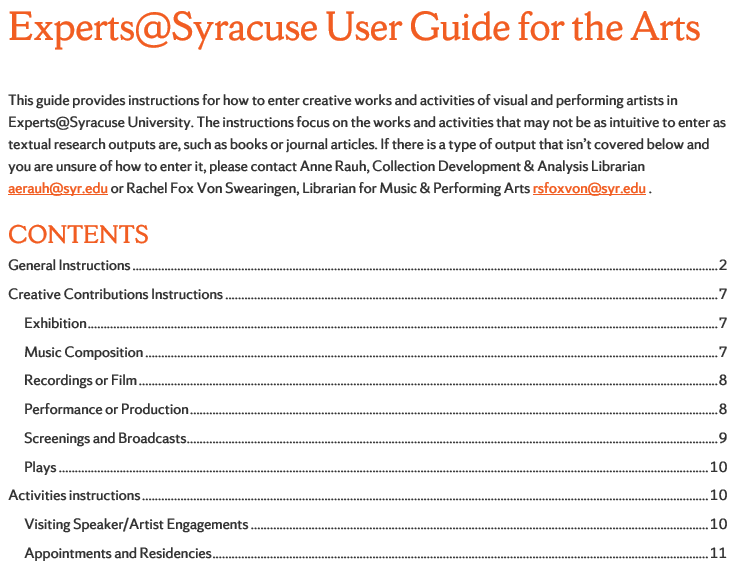 Experts@Syracuse User Guide for the Arts
This guide provides instructions for how to enter creative works and activities of visual and performing artists in
Experts@Syracuse University. The instructions focus on the works and activities that may not be as intuitive to enter as
textual research outputs are, such as books or journal articles. If there is a type of output that isn't covered below and
you are unsure of how to enter it, please contact Anne Rauh, Collection Development & Analysis Librarian
aerauh@syr.edu or Rachel Fox Von Swearingen, Librarian for Music & Performing Arts rsfoxvon@syr.edu .
CONTENTS
General Instructions ........ 2
Creative Contributions Instructions ........ 7
Exhibition ........ 7
Music Composition ........ 7
Recordings or Film ........ 8
Performance or Production ........ 8
Screenings and Broadcasts ........ 9
Plays ........ 10
Activities instructions ........ 10
Visiting Speaker/Artist Engagements ........ 10
Appointments and Residencies ........ 11